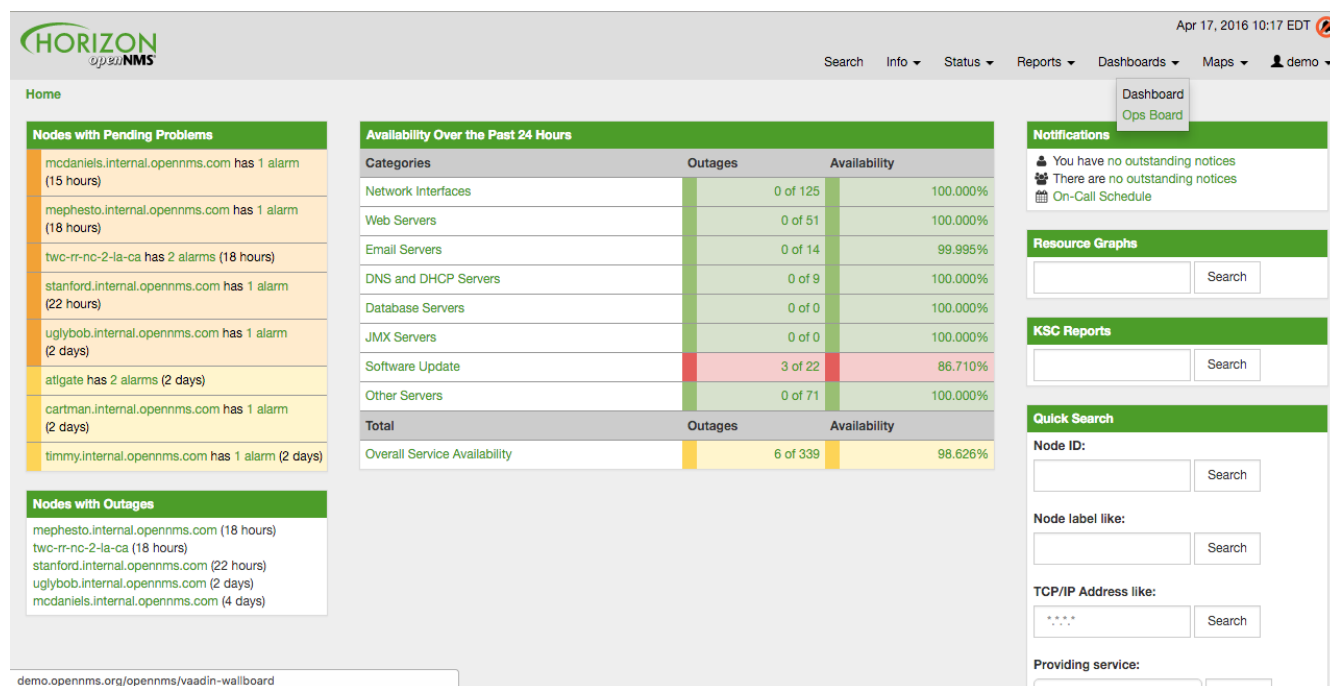 Apr 17, 2016 10:17 EDT
HORIZON
openNMS
Search Info Status Reports Dashboards Maps demo
Dashboard
Ops Board
Home
Nodes with Pending Problems
mcdaniels.internal.opennms.com has 1 alarm
(15 hours)
mephesto.internal.opennms.com has 1 alarm
(18 hours)
twc-rr-nc-2-la-ca has 2 alarms (18 hours)
stanford.internal.opennms.com has 1 alarm
(22 hours)
uglybob.internal.opennms.com has 1 alarm
(2 days)
atlgate has 2 alarms (2 days)
cartman.internal.opennms.com has 1 alarm
(2 days)
timmy.internal.opennms.com has 1 alarm (2 days)
Nodes with Outages
mephesto.internal.opennms.com (18 hours)
twc-rr-nc-2-la-ca (18 hours)
stanford.internal.opennms.com (22 hours)
uglybob.internal.opennms.com (2 days)
mcdaniels.internal.opennms.com (4 days)
Availability Over the Past 24 Hours
Categories Outages Availability
Network Interfaces 0 of 125 100.000%
Web Servers 0 of 51 100.000%
Email Servers 0 of 14 99.995%
DNS and DHCP Servers 0 of 9 100.000%
Database Servers 0 of 0 100.000%
JMX Servers 0 of 0 100.000%
Software Update 3 of 22 86.710%
Other Servers 0 of 71 100.000%
Total Outages Availability
Overall Service Availability 6 of 339 98.626%
Notifications
You have no outstanding notices
There are no outstanding notices
On-Call Schedule
Resource Graphs
Search
KSC Reports
Search
Quick Search
Node ID:
Search
Node label like:
Search
TCP/IP Address like:
*.*.*.* Search
Providing service:
demo.opennms.org/opennms/vaadin-wallboard